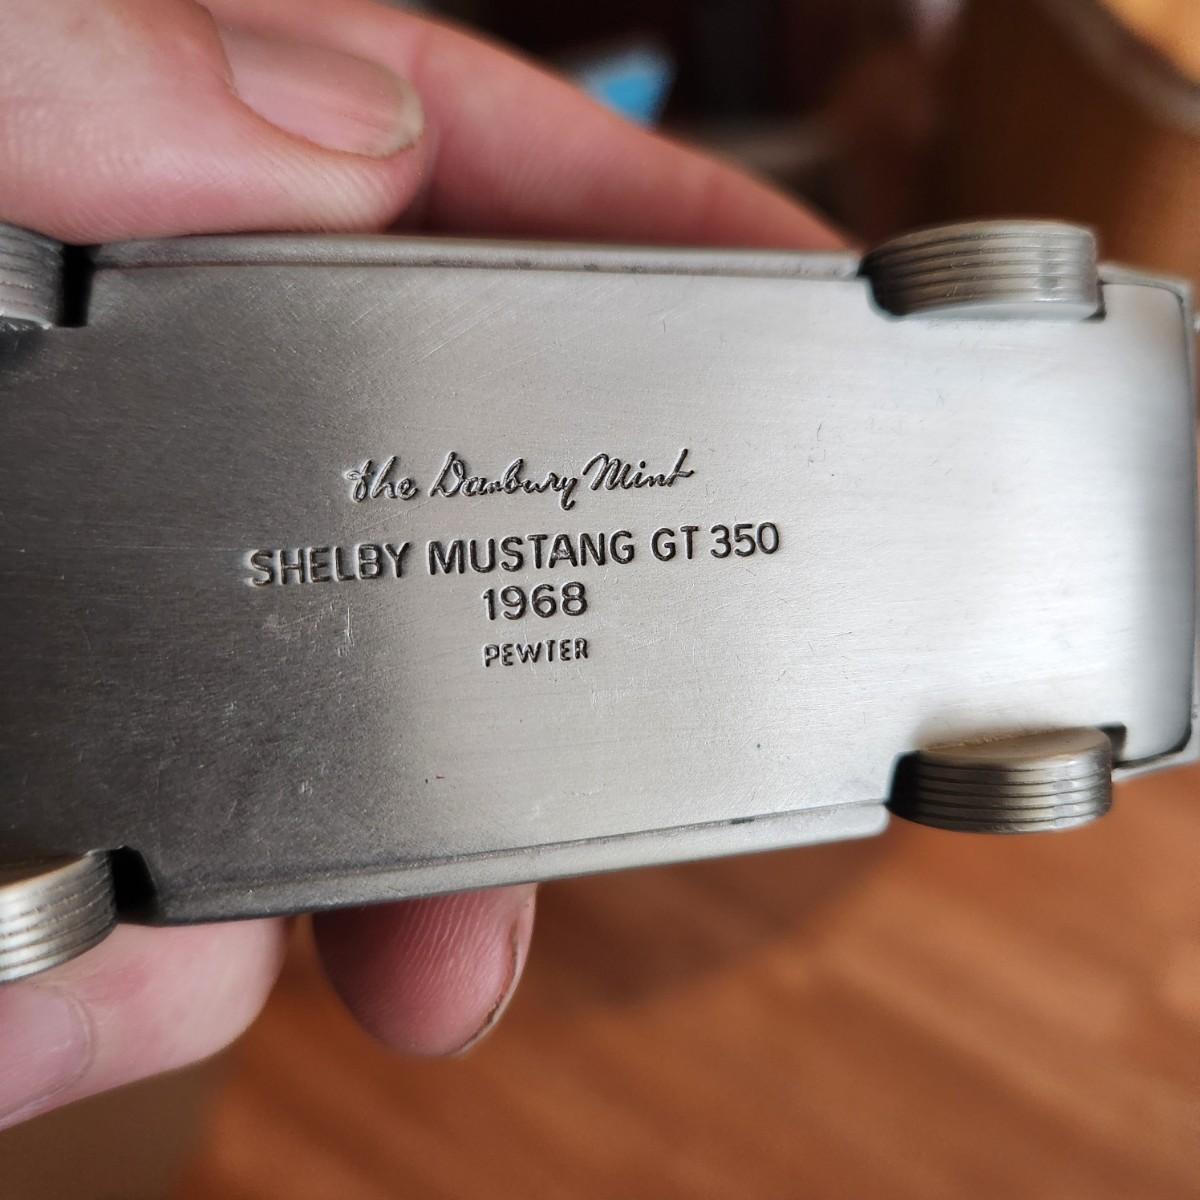 The Danbury Mint
SHELBY MUSTANG GT 350
1968
PEWTER